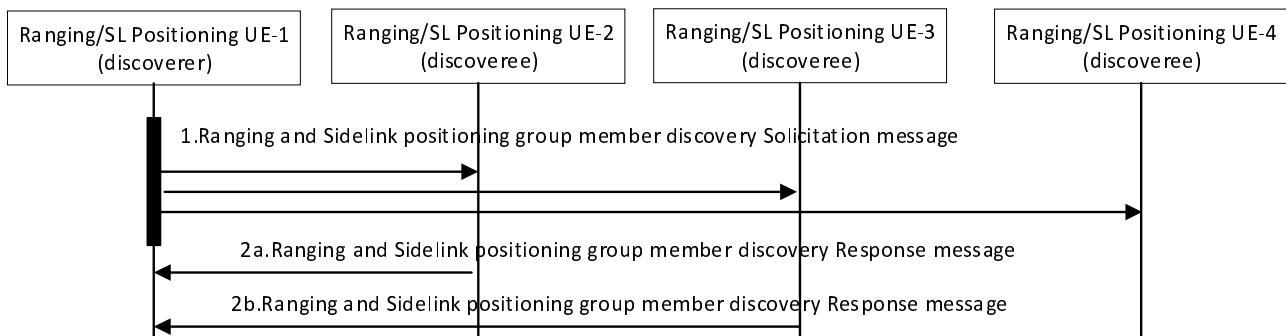 Ranging/SL Positioning UE-1
(discoverer)
Ranging/SL Positioning UE-2
(discoveree)
Ranging/SL Positioning UE-3
(discoveree)
Ranging/SL Positioning UE-4
(discoveree)
1.Ranging and Sidelink positioning group member discovery Solicitation message
2a.Ranging and Sidelink positioning group member discovery Response message
2b.Ranging and Sidelink positioning group member discovery Response message